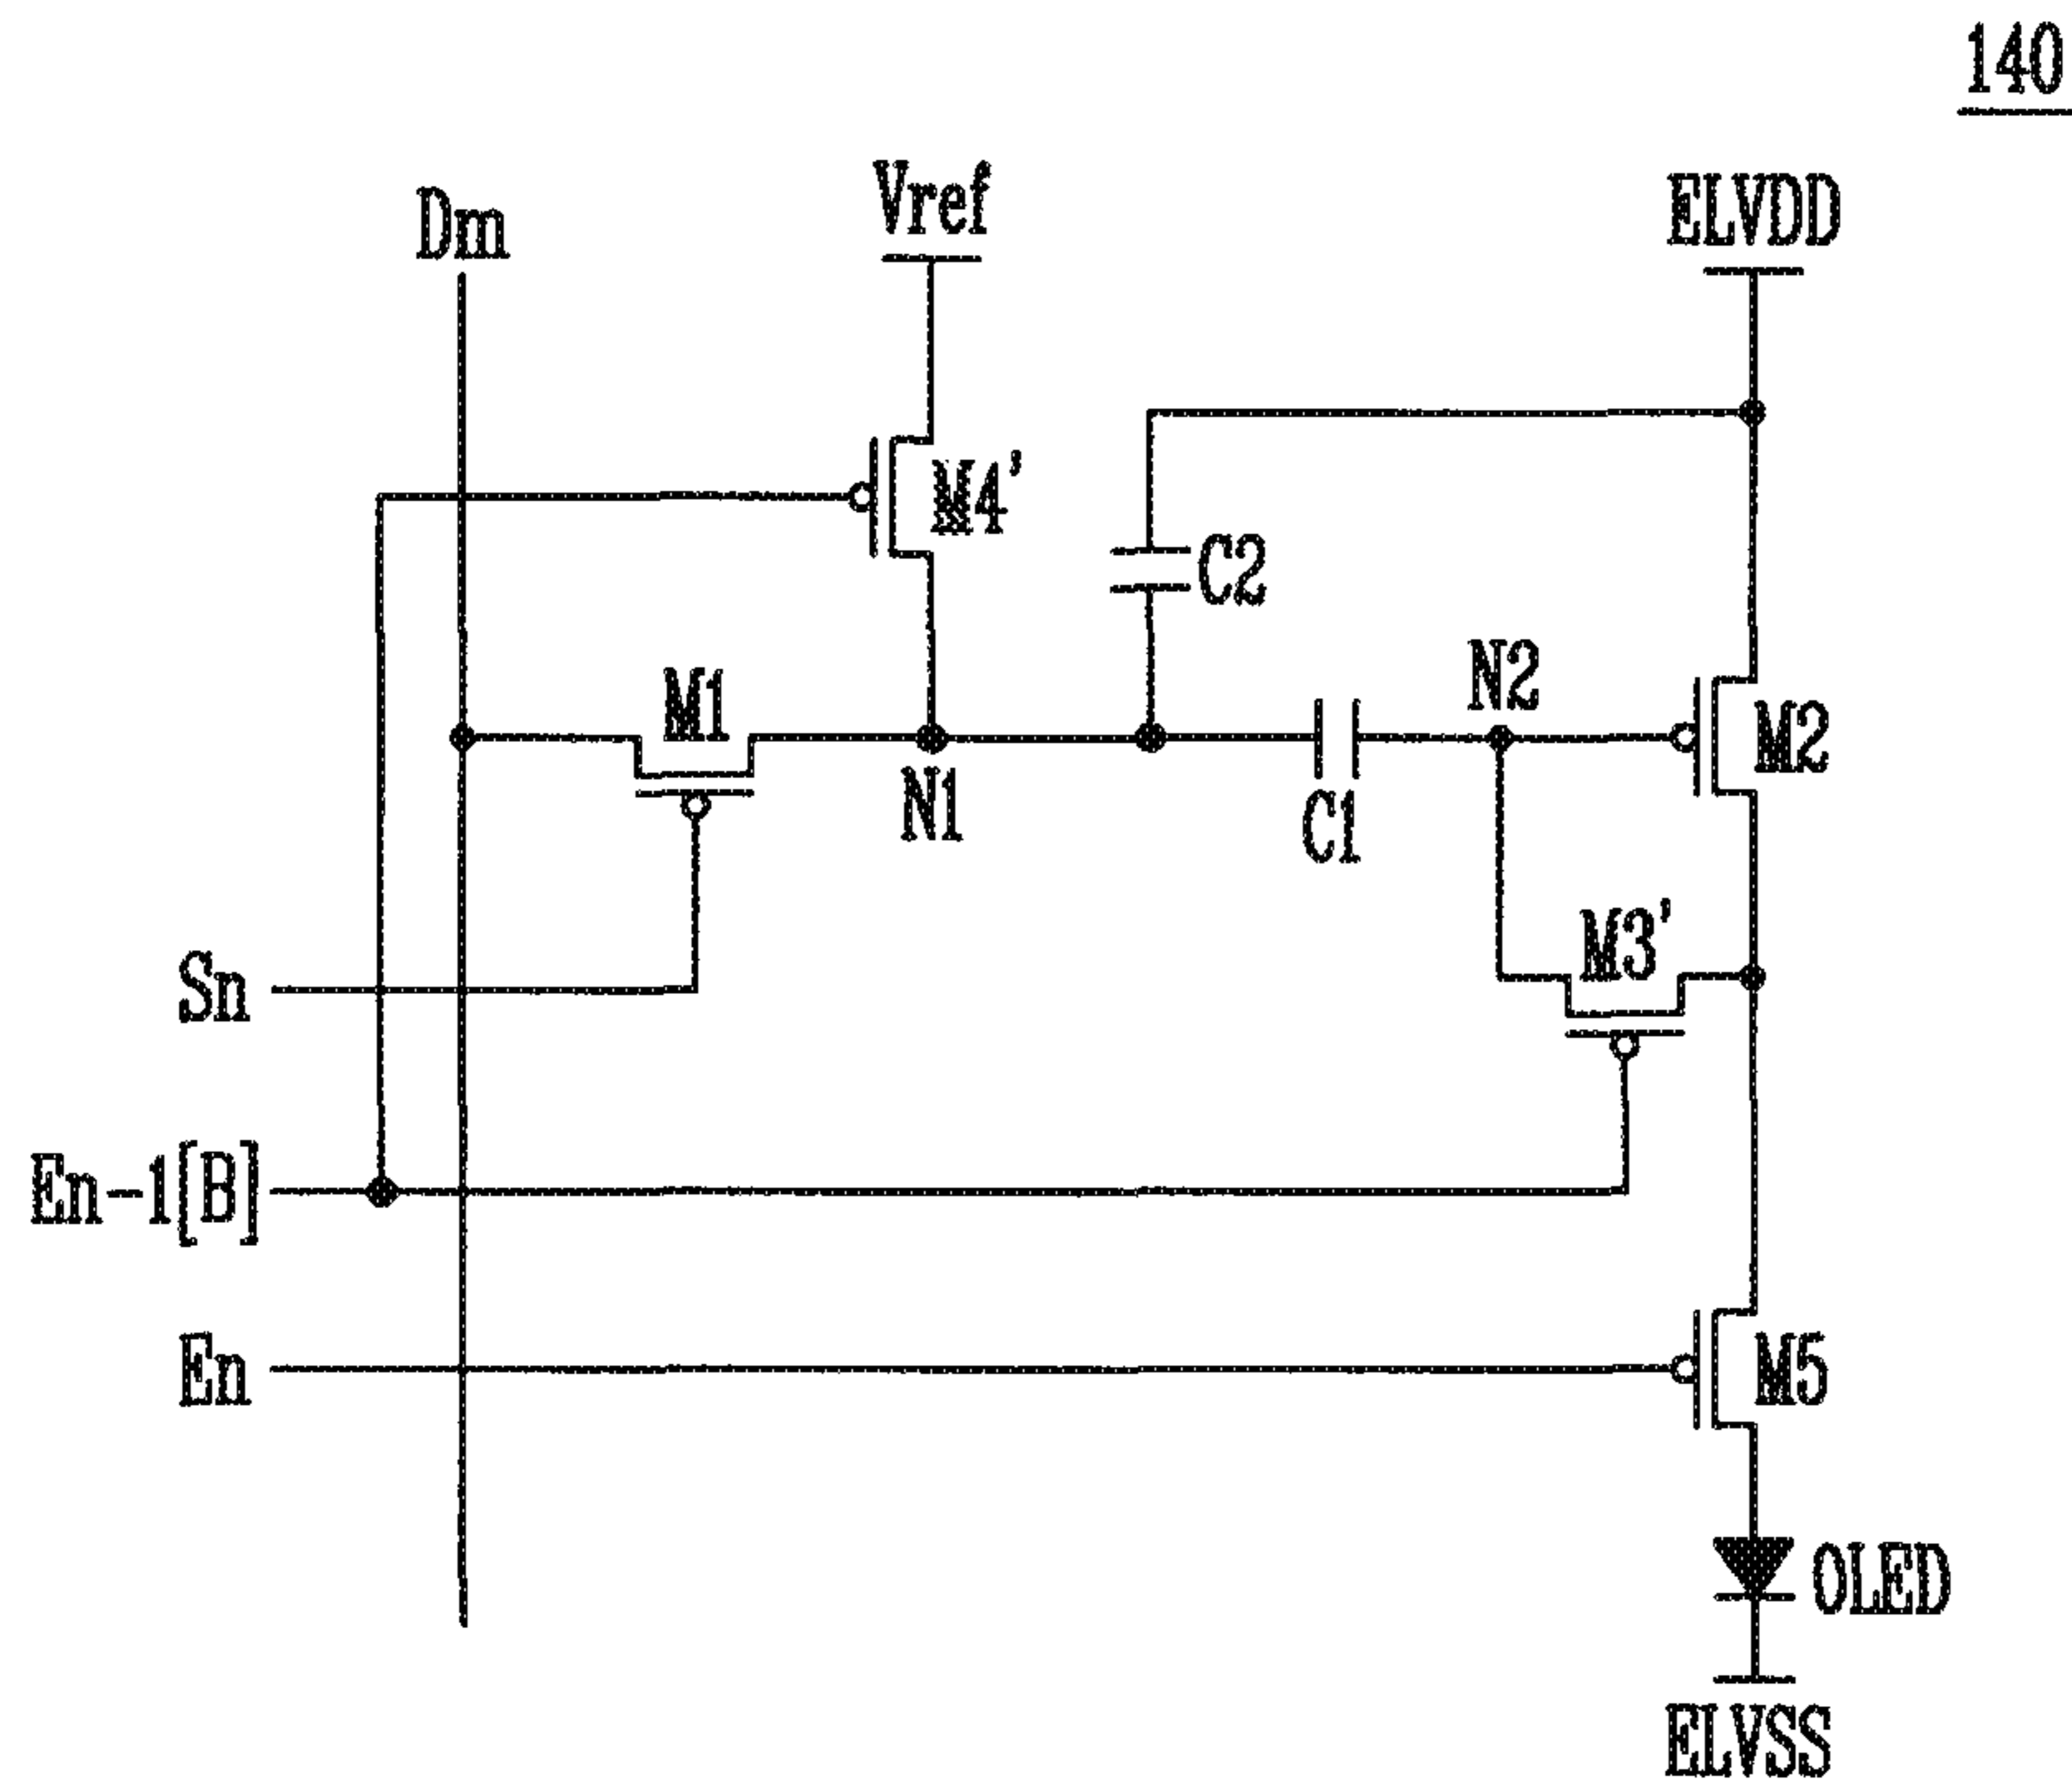 140
Dm
Vref
ELVDD
M4'
C2
M1
N2
M2
N1
C1
M3'
Sn
En-1[B]
En
M5
OLED
ELVSS